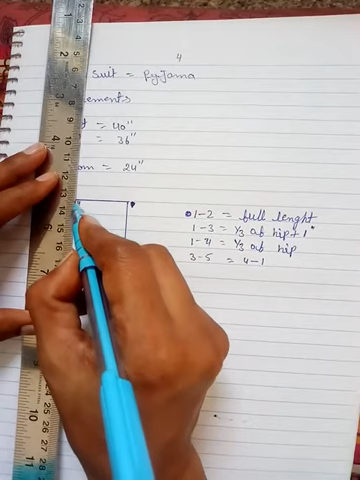 4
suit = Pyjama
ements
t = 40"
= 36"
om = 24"
1-2 = full lenght
1-3 = 1/3 of hip + 1"
1-4 = 1/3 of hip
3-5 = 4-1